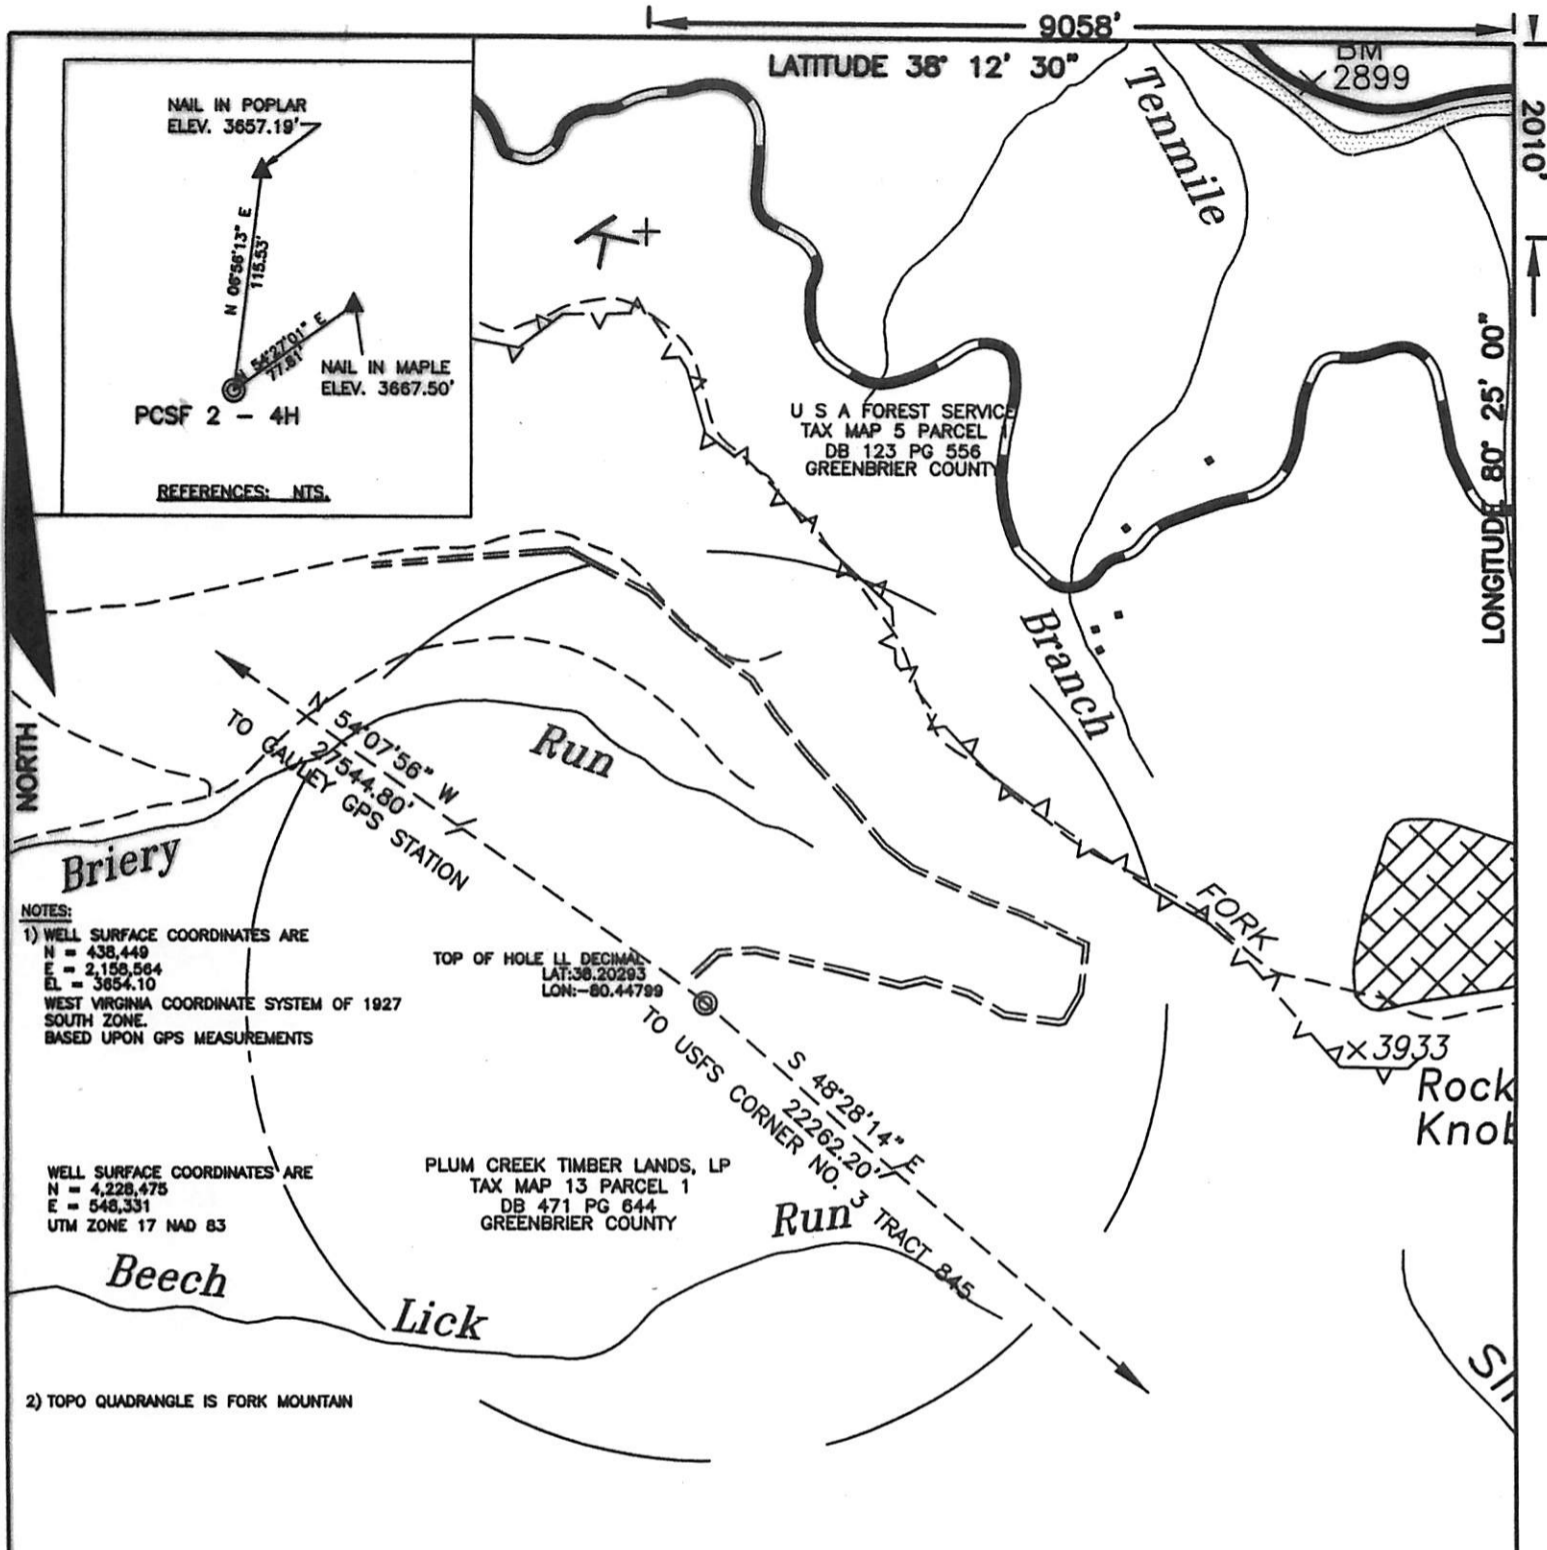 9058'
LATITUDE 38° 12' 30"
BM
2899
2010'
LONGITUDE 80° 25' 00"
NAIL IN POPLAR
ELEV. 3657.19'
N 06°56'13" E
115.53'
N 54°27'01" E
77.81'
NAIL IN MAPLE
ELEV. 3667.50'
PCSF 2 - 4H
REFERENCES: NTS.
Tenmile
Branch
U S A FOREST SERVICE
TAX MAP 5 PARCEL 1
DB 123 PG 556
GREENBRIER COUNTY
NORTH
N 54°07'56" W
27544.80'
TO GAULEY GPS STATION
Run
Briery
FORK
NOTES:
1) WELL SURFACE COORDINATES ARE
N = 438,449
E = 2,158,564
EL = 3654.10
WEST VIRGINIA COORDINATE SYSTEM OF 1927
SOUTH ZONE.
BASED UPON GPS MEASUREMENTS
TOP OF HOLE LL DECIMAL
LAT:38.20293
LON:-80.44799
S 48°28'14" E
22262.20'
TO USFS CORNER NO. 3 TRACT 845
×3933
Rock
Knob
WELL SURFACE COORDINATES ARE
N = 4,228,475
E = 548,331
UTM ZONE 17 NAD 83
PLUM CREEK TIMBER LANDS, LP
TAX MAP 13 PARCEL 1
DB 471 PG 644
GREENBRIER COUNTY
Run
Beech
Lick
2) TOPO QUADRANGLE IS FORK MOUNTAIN